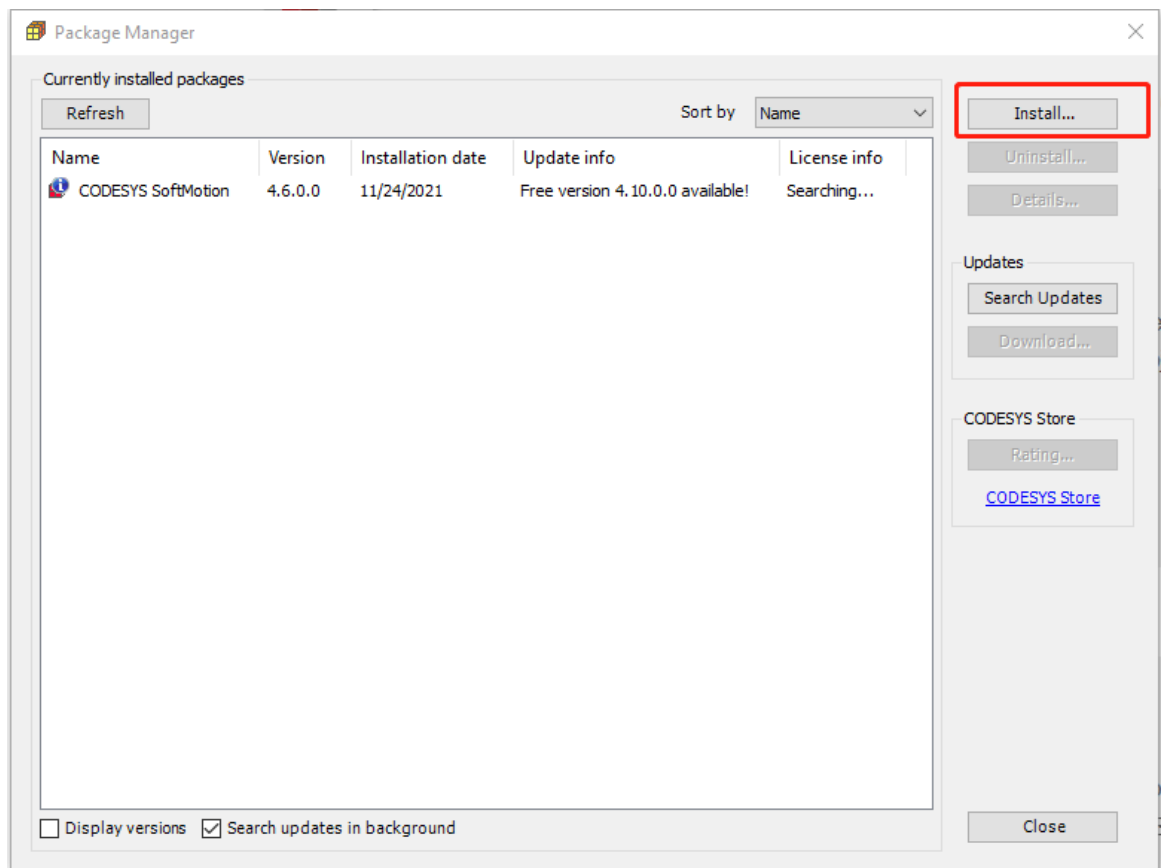 Package Manager
Currently installed packages
Refresh
Sort by Name
Install...
Name Version Installation date Update info License info
Uninstall...
CODESYS SoftMotion 4.6.0.0 11/24/2021 Free version 4.10.0.0 available! Searching...
Details...
Updates
Search Updates
Download...
CODESYS Store
Rating...
CODESYS Store
Display versions Search updates in background
Close